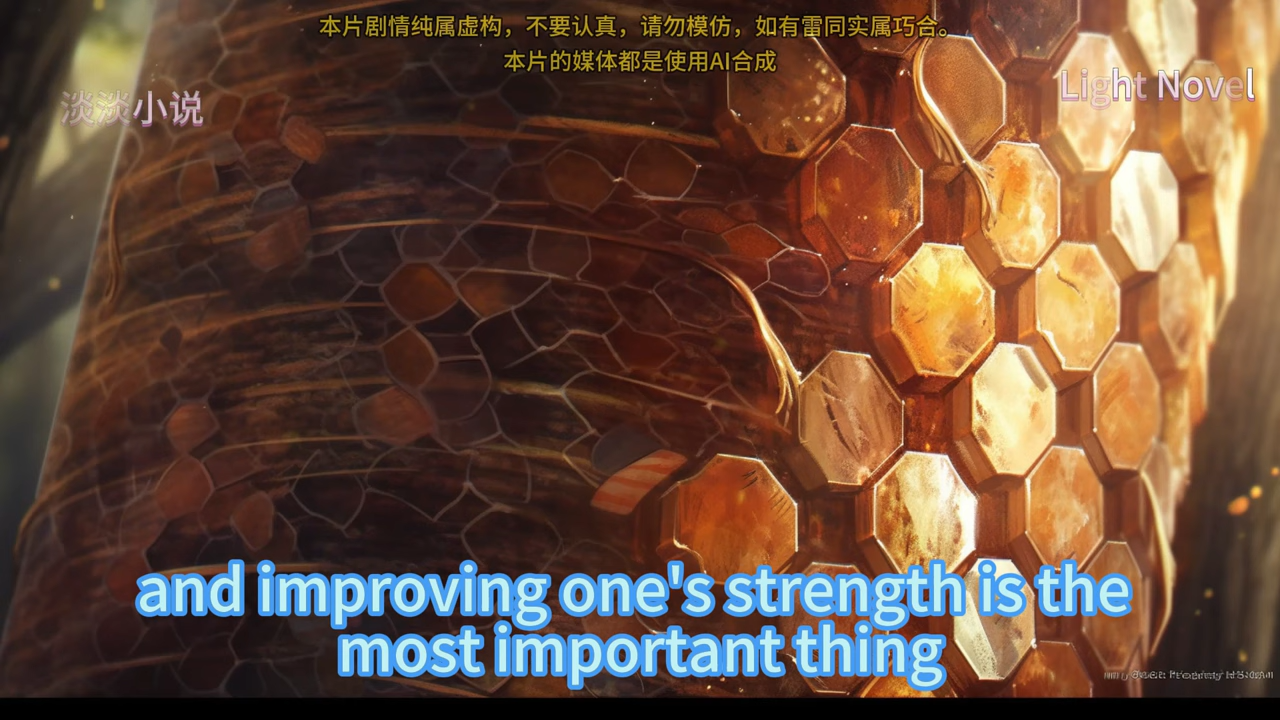 本片剧情纯属虚构，不要认真，请勿模仿，如有雷同实属巧合。
本片的媒体都是使用AI合成
淡淡小说
Light Novel
and improving one's strength is the
most important thing